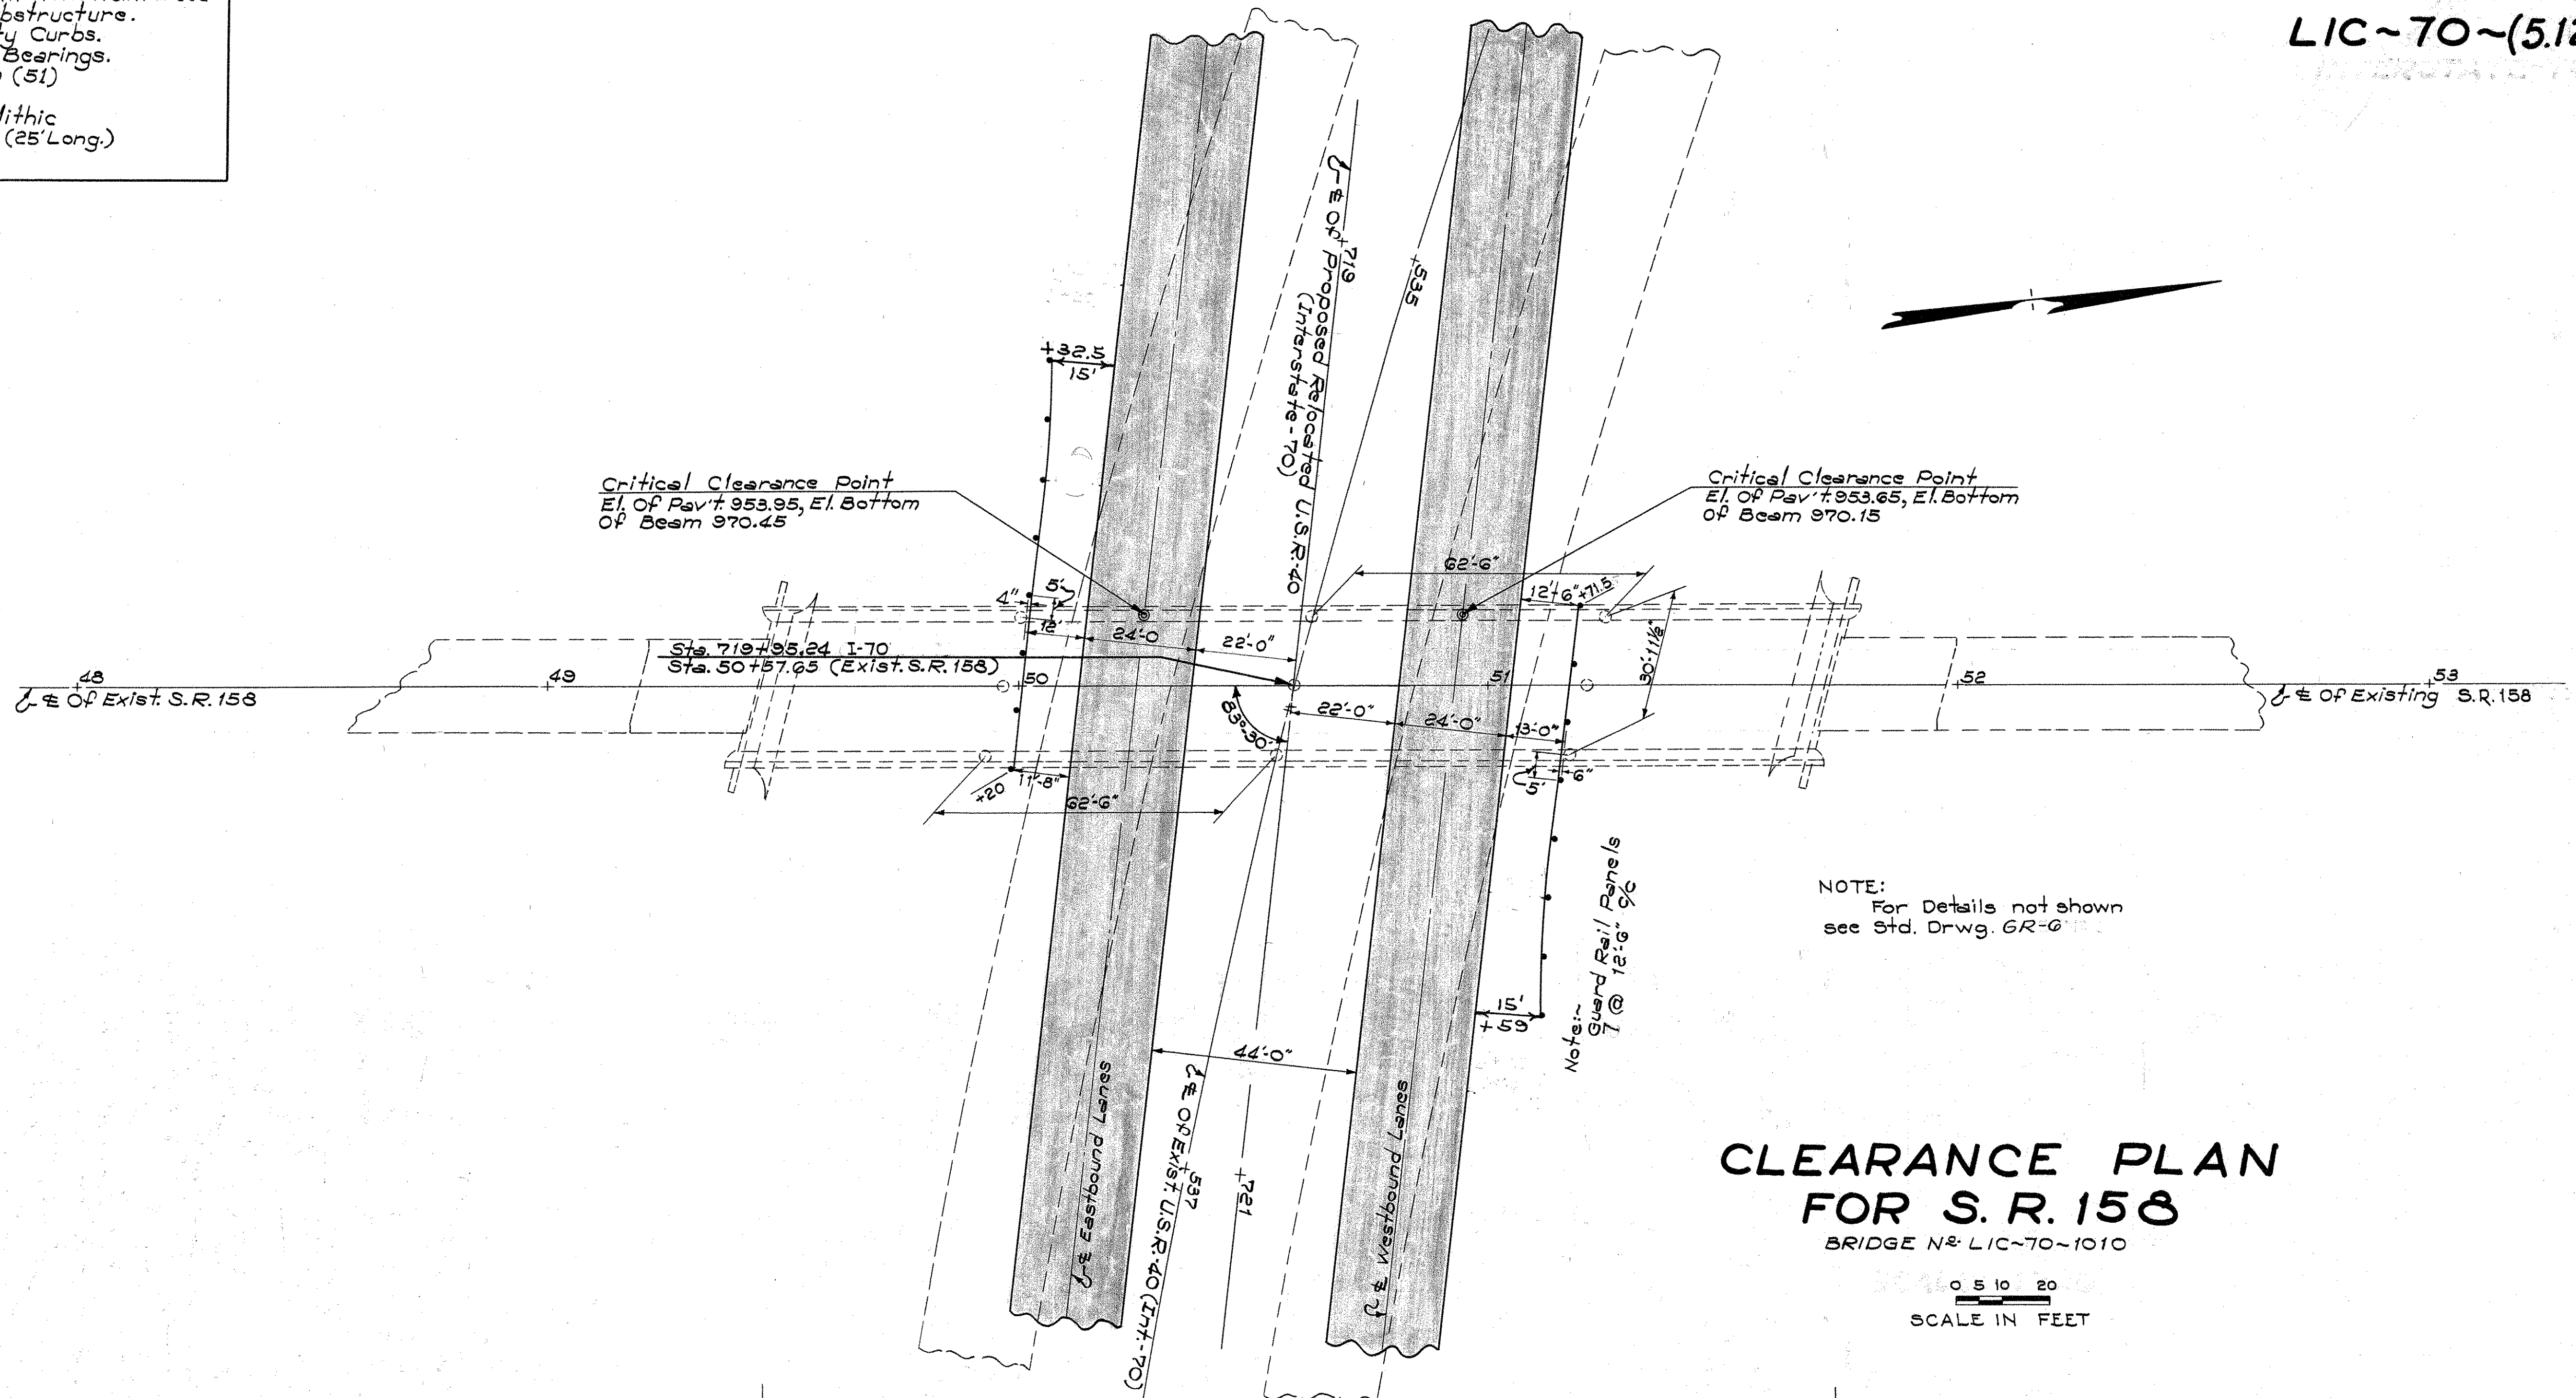 bstructure.
ty Curbs.
Bearings.
(51)
lithic
(25' Long.)
LIC~70~(5.12
+32.5
15'
℄ Of Proposed Relocated U.S.R-40
(Interstate-70)
+719
+535
Critical Clearance Point
El. Of Pav't. 953.95, El. Bottom
Of Beam 970.45
Critical Clearance Point
El. Of Pav't. 953.65, El. Bottom
Of Beam 970.15
62'-6"
4"
5'
12'
24'-0
22'-0"
12'-6"
+71.5
30'-1½"
Sta. 719+95.24 I-70
Sta. 50+57.65 (Exist. S.R. 158)
48
49
50
51
52
53
℄ Of Exist. S.R. 158
℄ Of Existing S.R. 158
83°-30'
22'-0"
24'-0"
13'-0"
+20
11'-8"
62'-6"
5'
6"
Note:~
Guard Rail Panels
7 @ 12'-6" c/c
NOTE:
For Details not shown
see Std. Drwg. GR-6
15'
+59
44'-0"
℄ Eastbound Lanes
℄ Of Exist. U.S.R-40 (Int.-70)
+537
+721
℄ Westbound Lanes
CLEARANCE PLAN
FOR S. R. 158
BRIDGE Nº LIC~70~1010
0 5 10 20
SCALE IN FEET